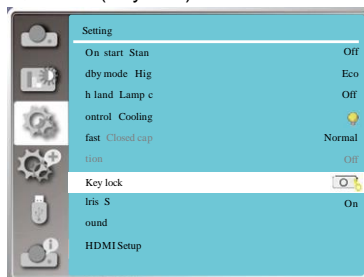 Setting
On start Stan Off
dby mode Hig Eco
h land Lamp c Off
ontrol Cooling
fast Closed cap Normal
tion Off
Key lock
Iris S On
ound
HDMI Setup